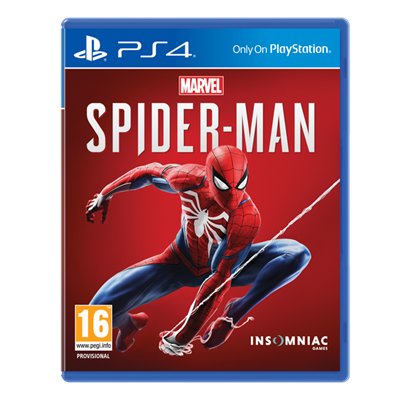 PS4
Only On PlayStation®
MARVEL
SPIDER-MAN
16
www.pegi.info
PROVISIONAL
INSOMNIAC
GAMES